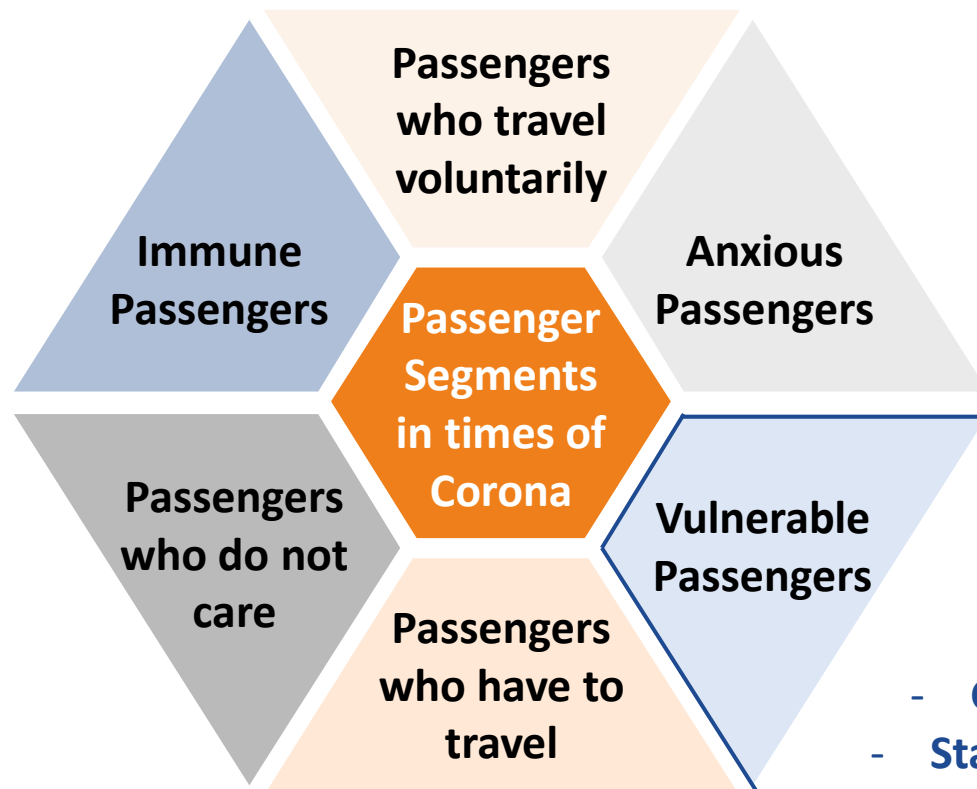 Passengers
who travel
voluntarily
Immune
Passengers
Anxious
Passengers
Passenger
Segments
in times of
Corona
Passengers
who do not
care
Vulnerable
Passengers
Passengers
who have to
travel
-
-